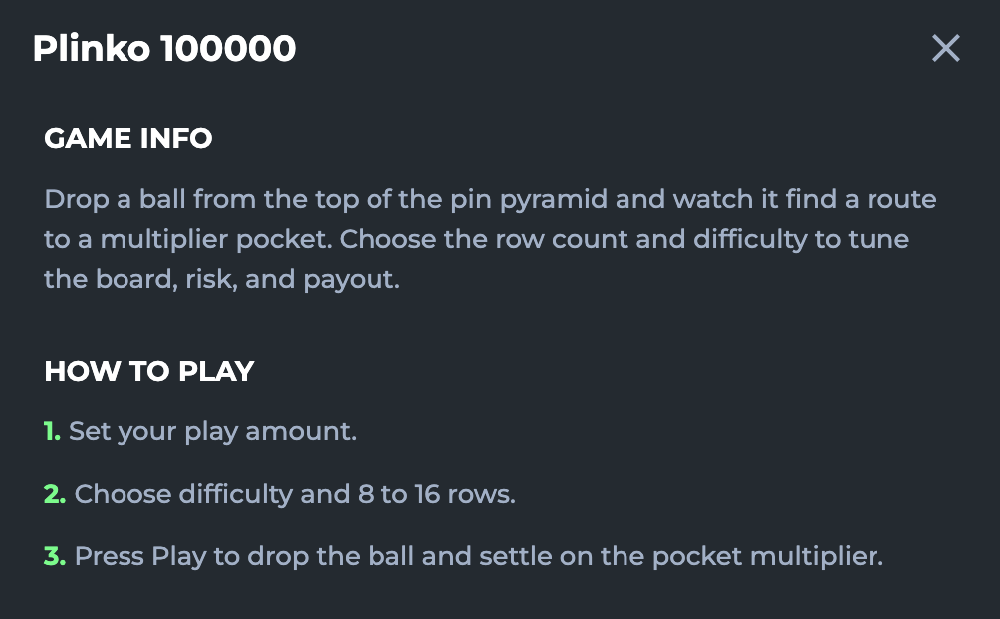 Plinko 100000
GAME INFO
Drop a ball from the top of the pin pyramid and watch it find a route
to a multiplier pocket. Choose the row count and difficulty to tune
the board, risk, and payout.
HOW TO PLAY
1. Set your play amount.
2. Choose difficulty and 8 to 16 rows.
3. Press Play to drop the ball and settle on the pocket multiplier.